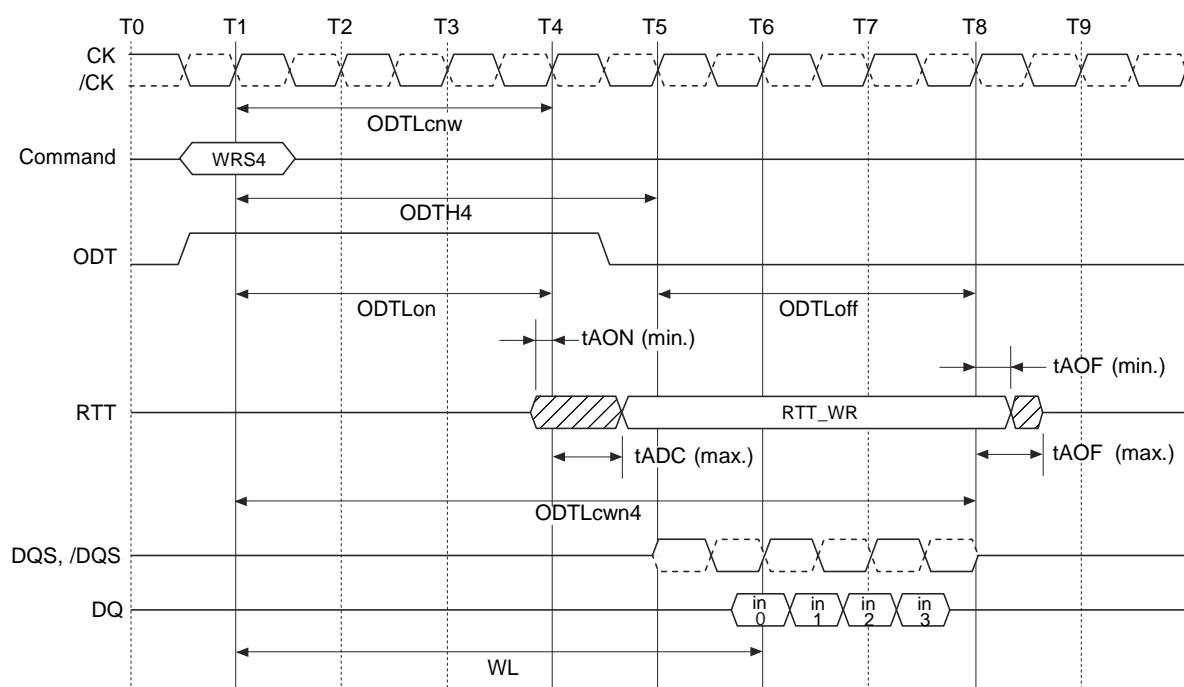 T0 T1 T2 T3 T4 T5 T6 T7 T8 T9
CK
/CK
ODTLcnw
Command
WRS4
ODTH4
ODT
ODTLon
ODTLoff
tAON (min.)
tAOF (min.)
RTT
RTT_WR
tADC (max.)
tAOF (max.)
ODTLcwn4
DQS, /DQS
DQ
in 0
in 1
in 2
in 3
WL